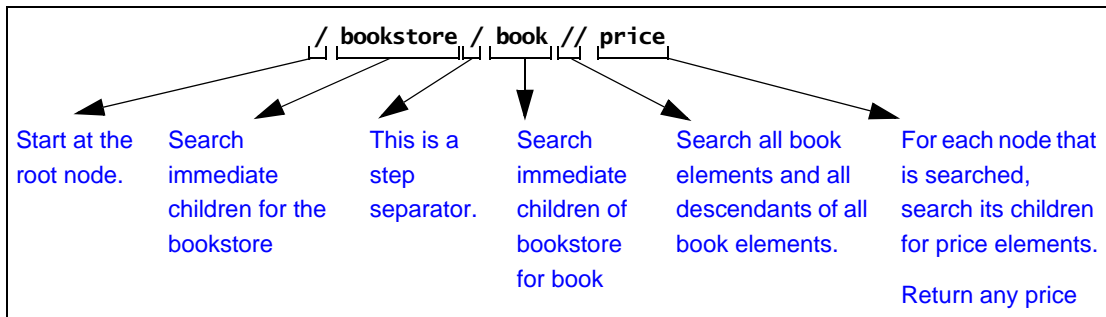 / bookstore / book // price
Start at the
root node.
Search
immediate
children for the
bookstore
This is a
step
separator.
Search
immediate
children of
bookstore
for book
Search all book
elements and all
descendants of all
book elements.
For each node that
is searched,
search its children
for price elements.
Return any price